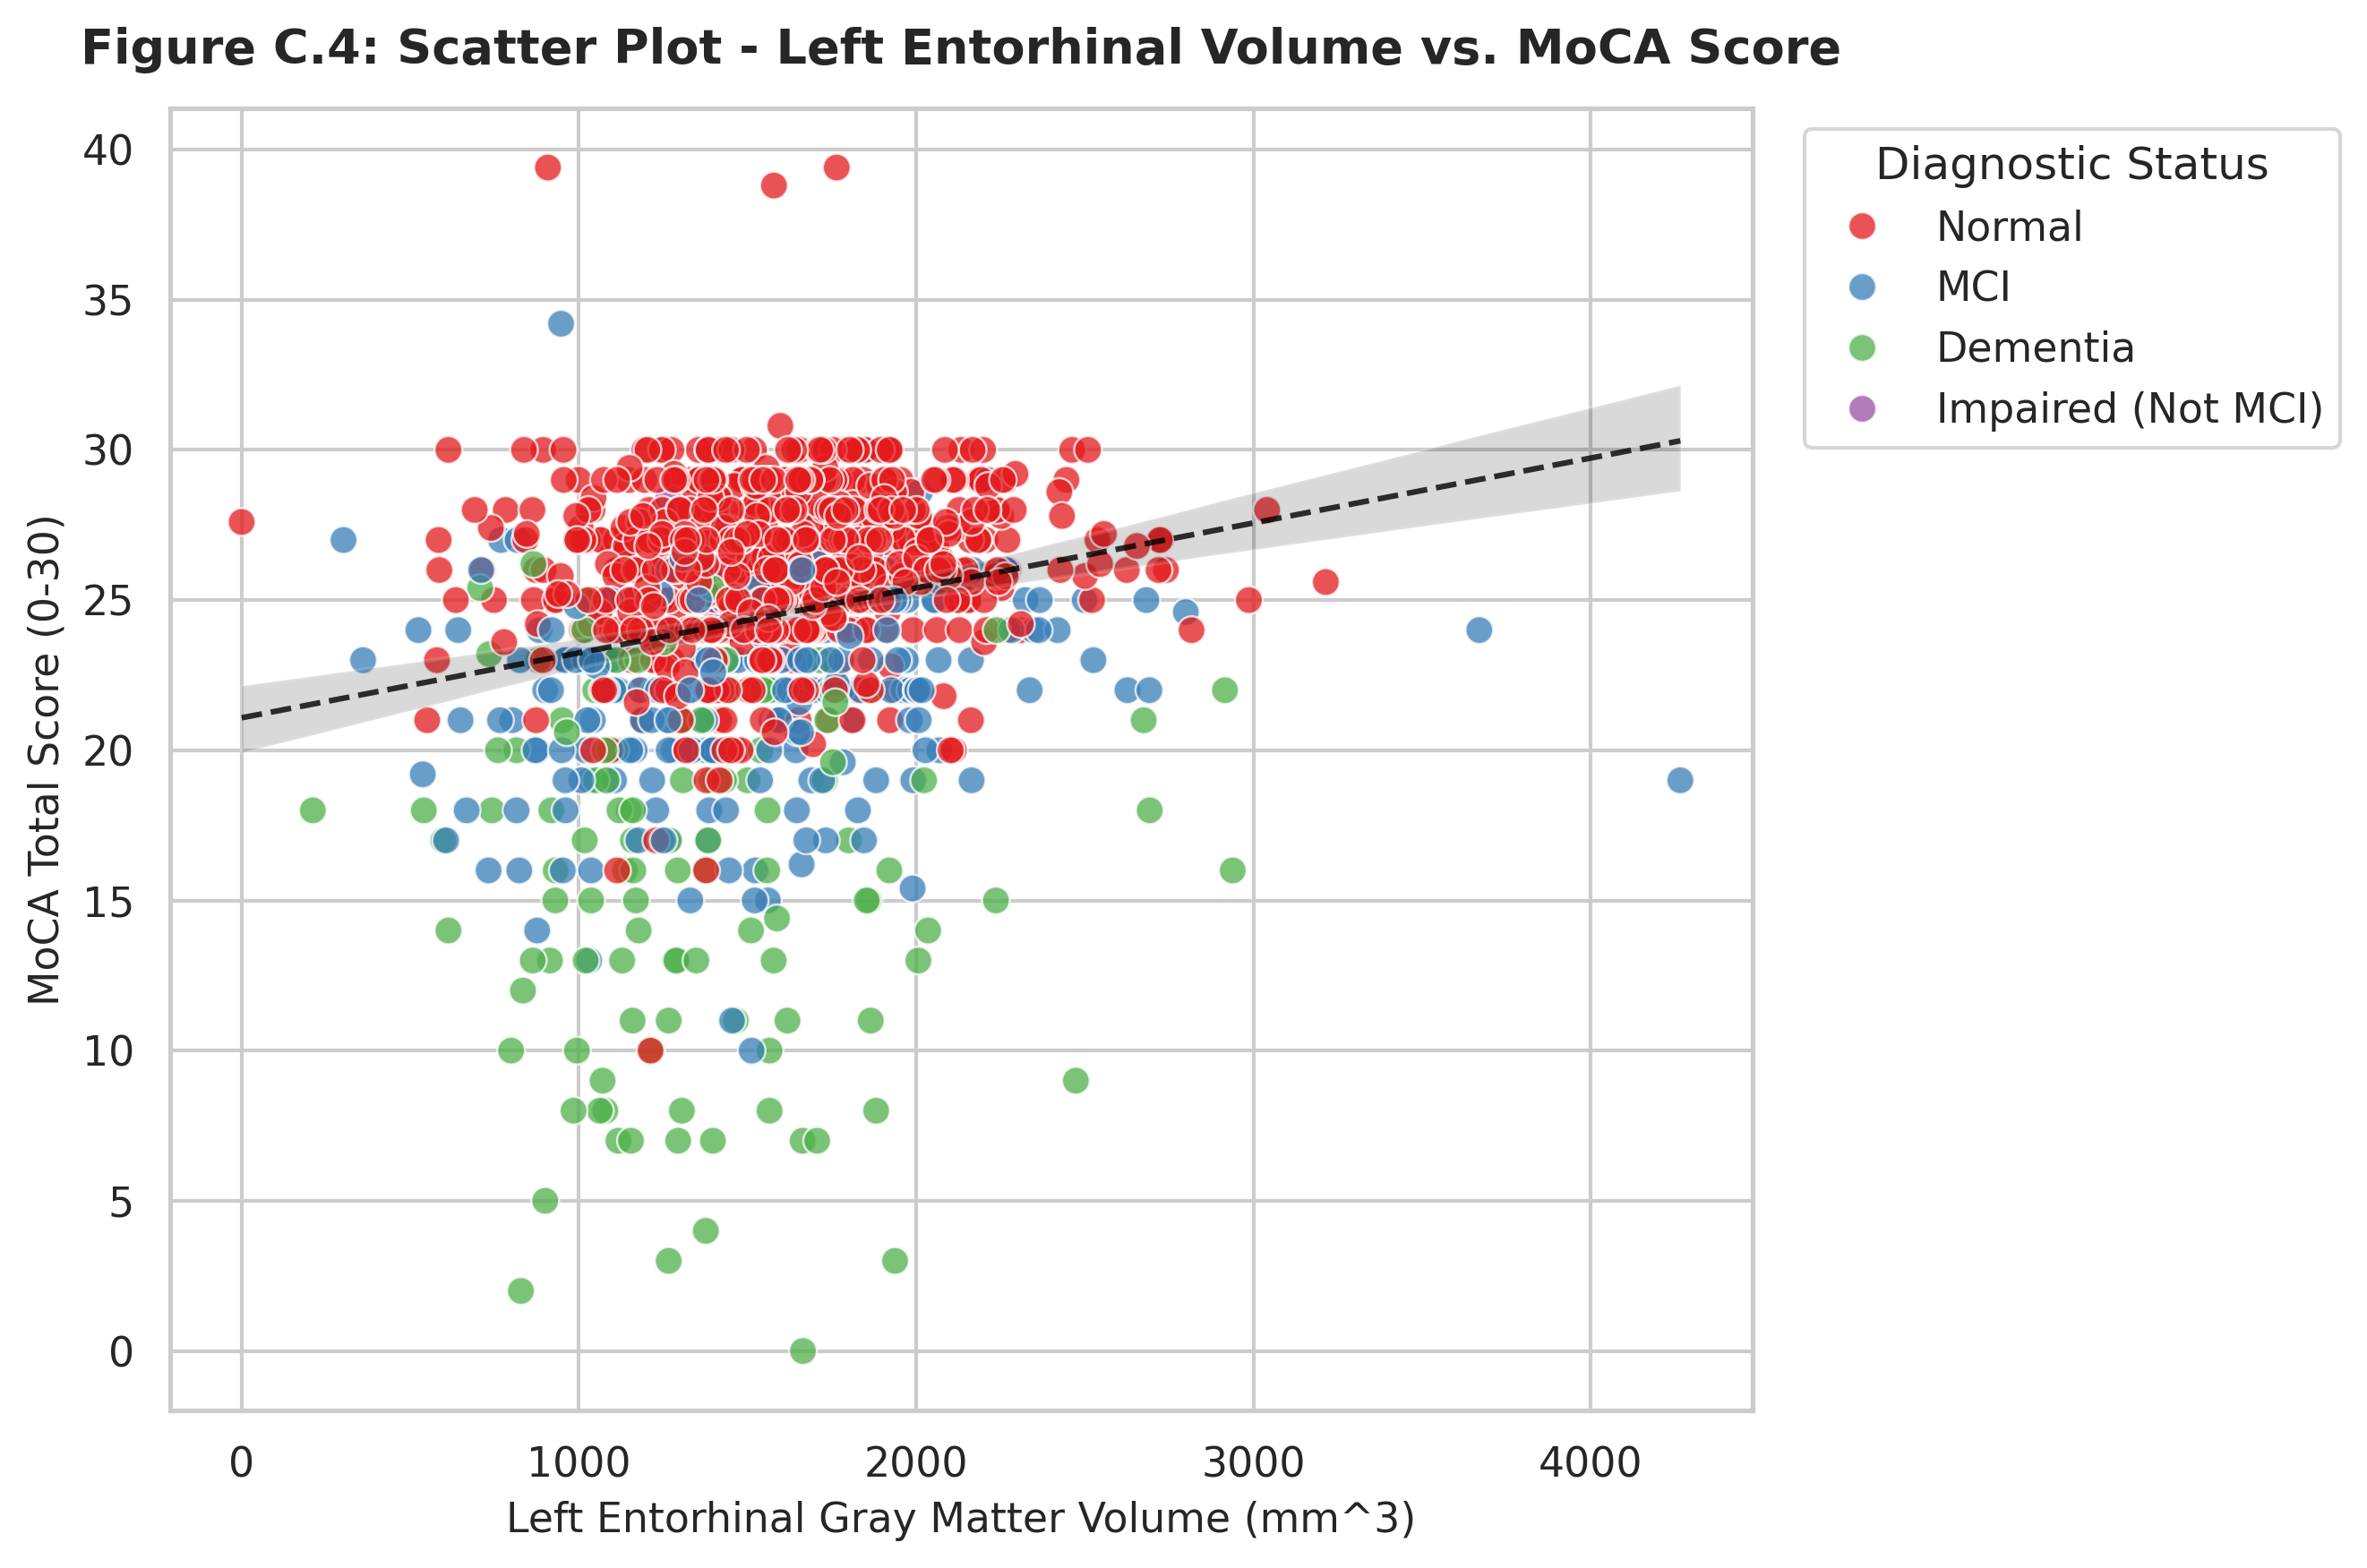 Figure C.4: Scatter Plot - Left Entorhinal Volume vs. MoCA Score
Diagnostic Status
Normal
MCI
Dementia
Impaired (Not MCI)
MoCA Total Score (0-30)
40
35
30
25
20
15
10
5
0
0 1000 2000 3000 4000
Left Entorhinal Gray Matter Volume (mm^3)